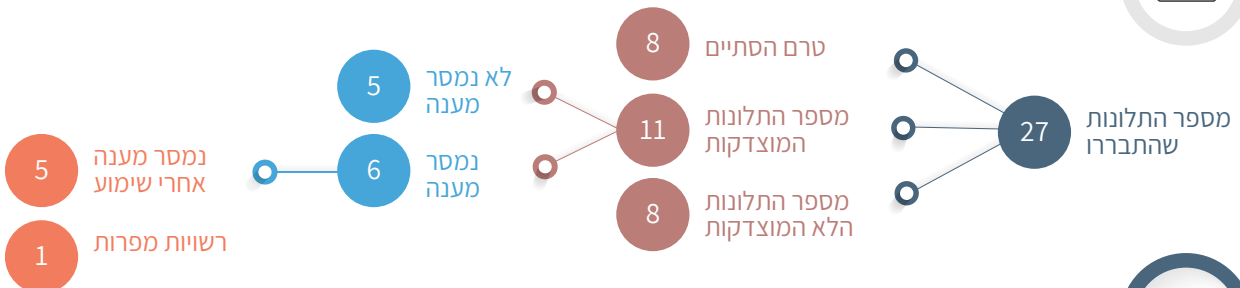 מספר התלונות
שהתבררו
27
טרם הסתיים
8
מספר התלונות
המוצדקות
11
מספר התלונות
הלא המוצדקות
8
לא נמסר
מענה
5
נמסר
מענה
6
נמסר מענה
אחרי שימוע
5
רשויות מפרות
1